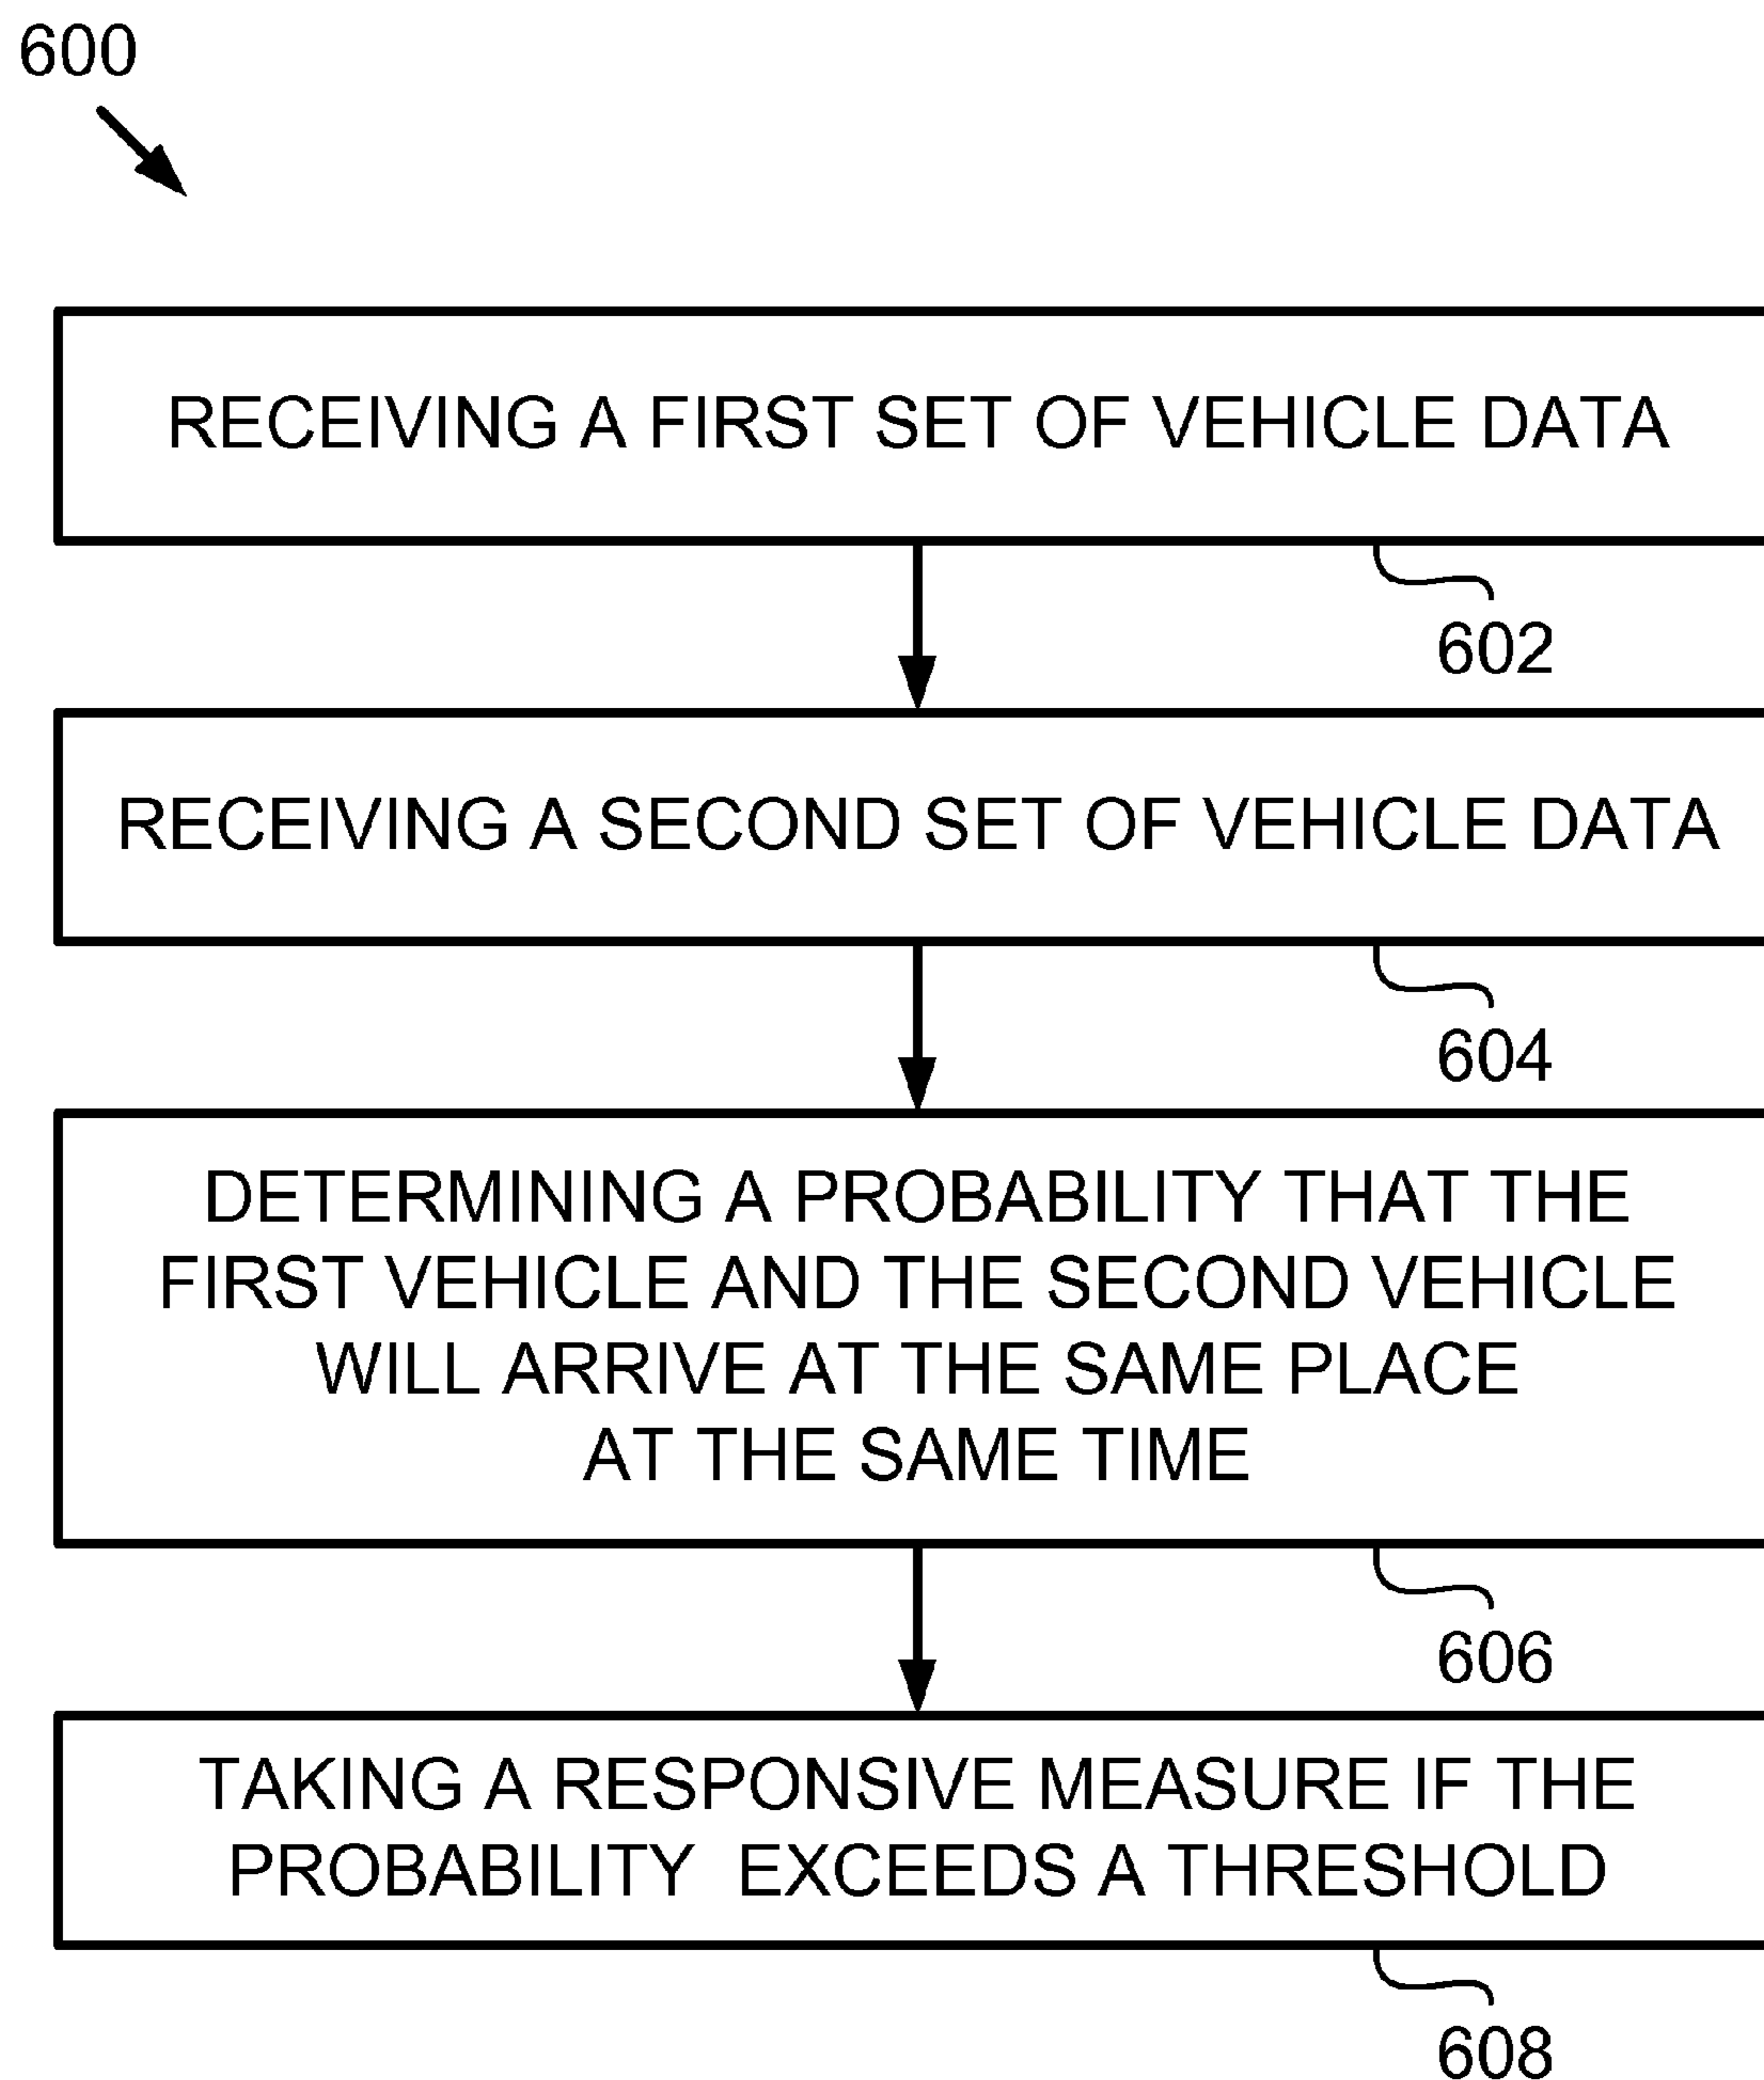 600
RECEIVING A FIRST SET OF VEHICLE DATA
602
RECEIVING A SECOND SET OF VEHICLE DATA
604
DETERMINING A PROBABILITY THAT THE
FIRST VEHICLE AND THE SECOND VEHICLE
WILL ARRIVE AT THE SAME PLACE
AT THE SAME TIME
606
TAKING A RESPONSIVE MEASURE IF THE
PROBABILITY EXCEEDS A THRESHOLD
608